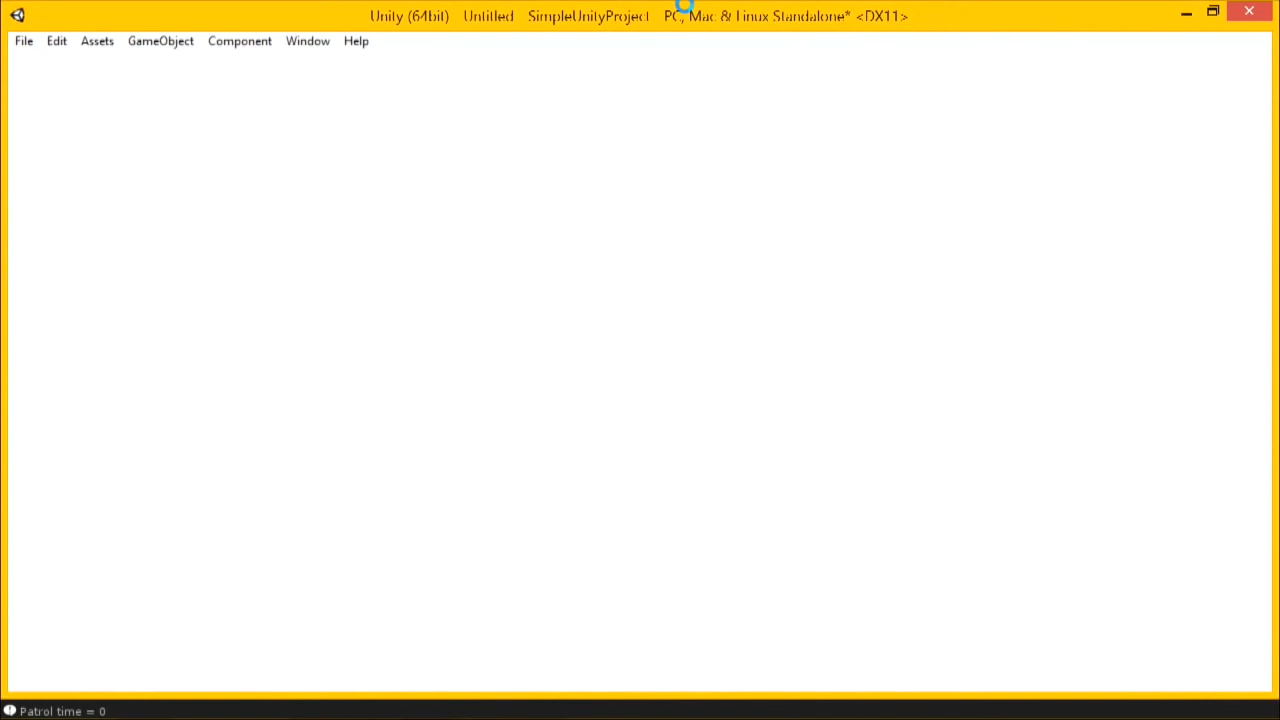 Unity (64bit) Untitled SimpleUnityProject PC, Mac & Linux Standalone* <DX11>
File Edit Assets GameObject Component Window Help
Patrol time = 0